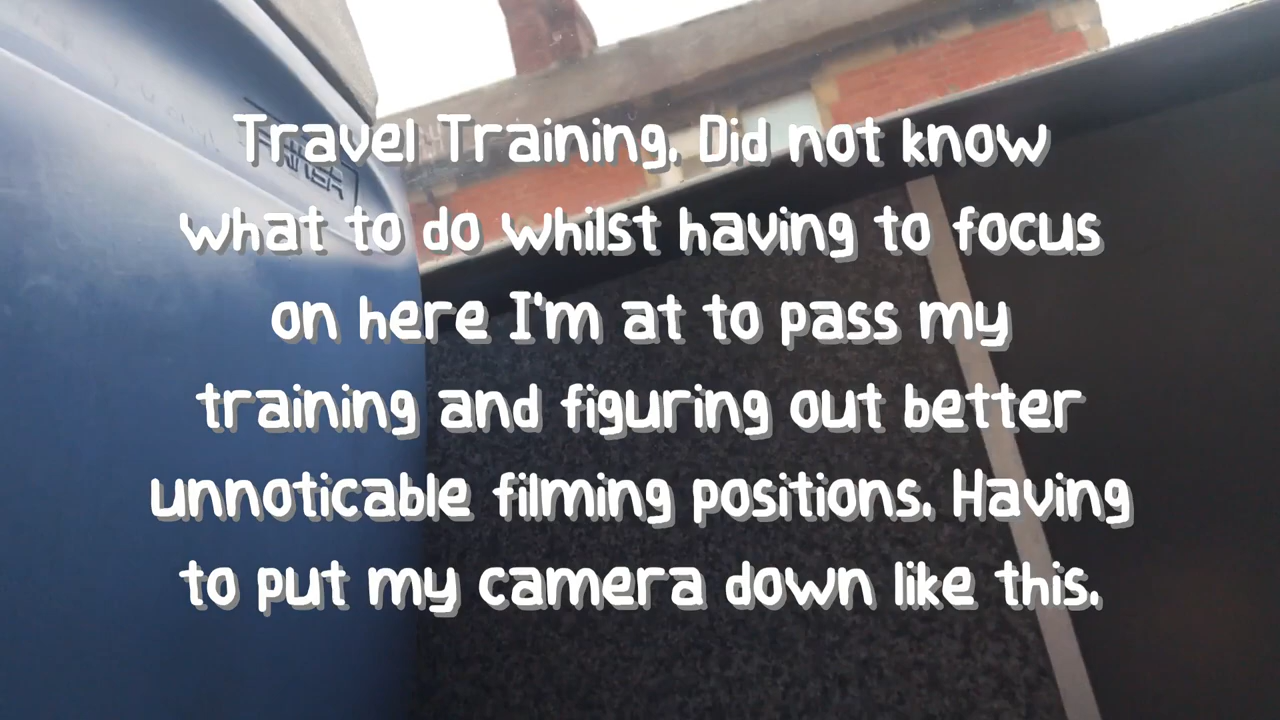 Travel Training. Did not know
what to do whilst having to focus
on here I'm at to pass my
training and figuring out better
unnoticable filming positions. Having
to put my camera down like this.